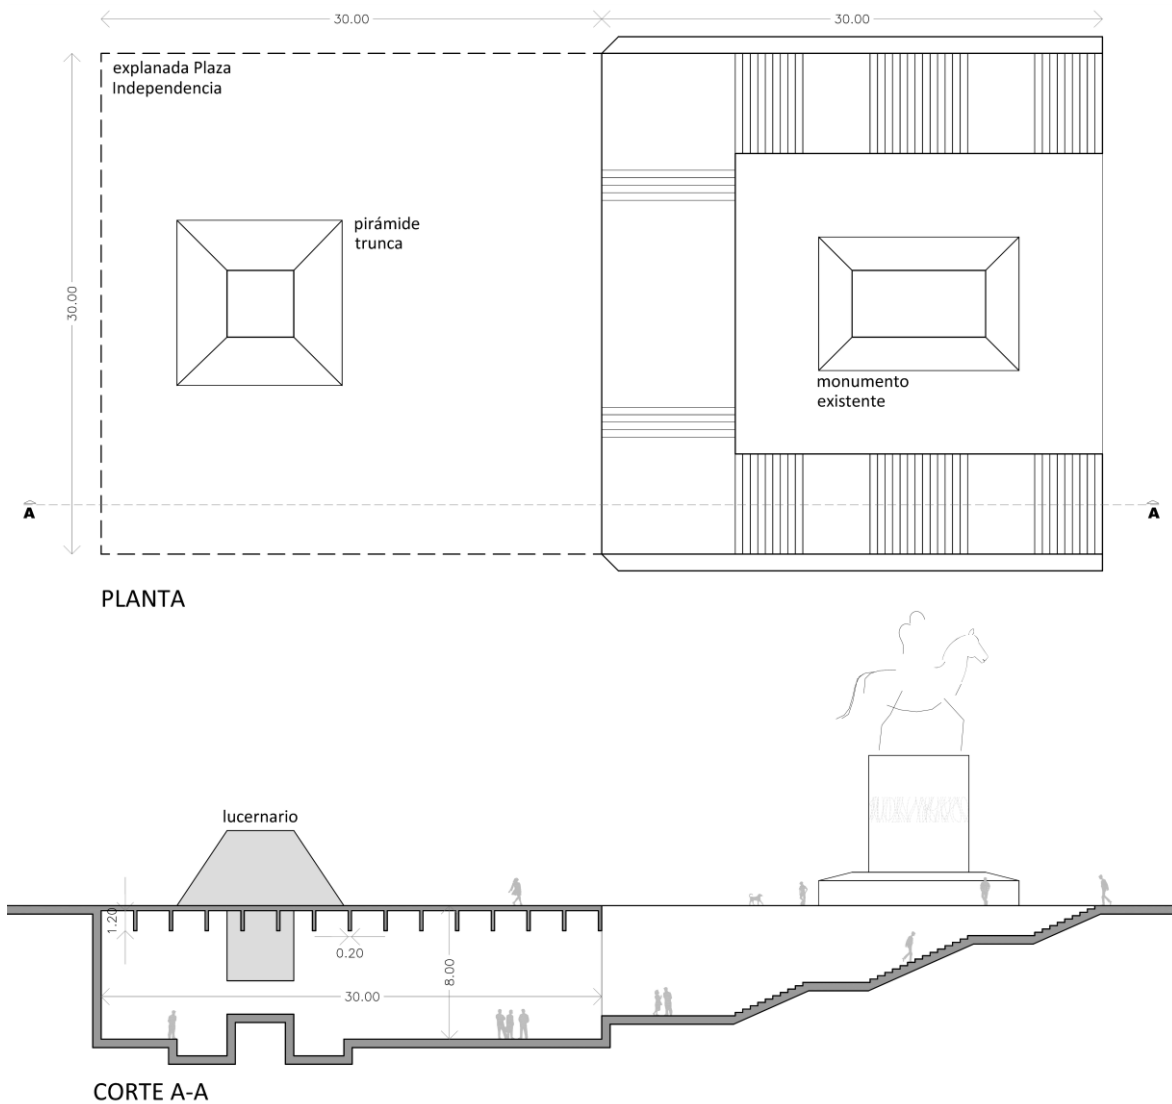 30.00
30.00
explanada Plaza
Independencia
pirámide
trunca
30.00
monumento
existente
A
A
PLANTA
lucernario
1.20
0.20
8.00
30.00
CORTE A-A